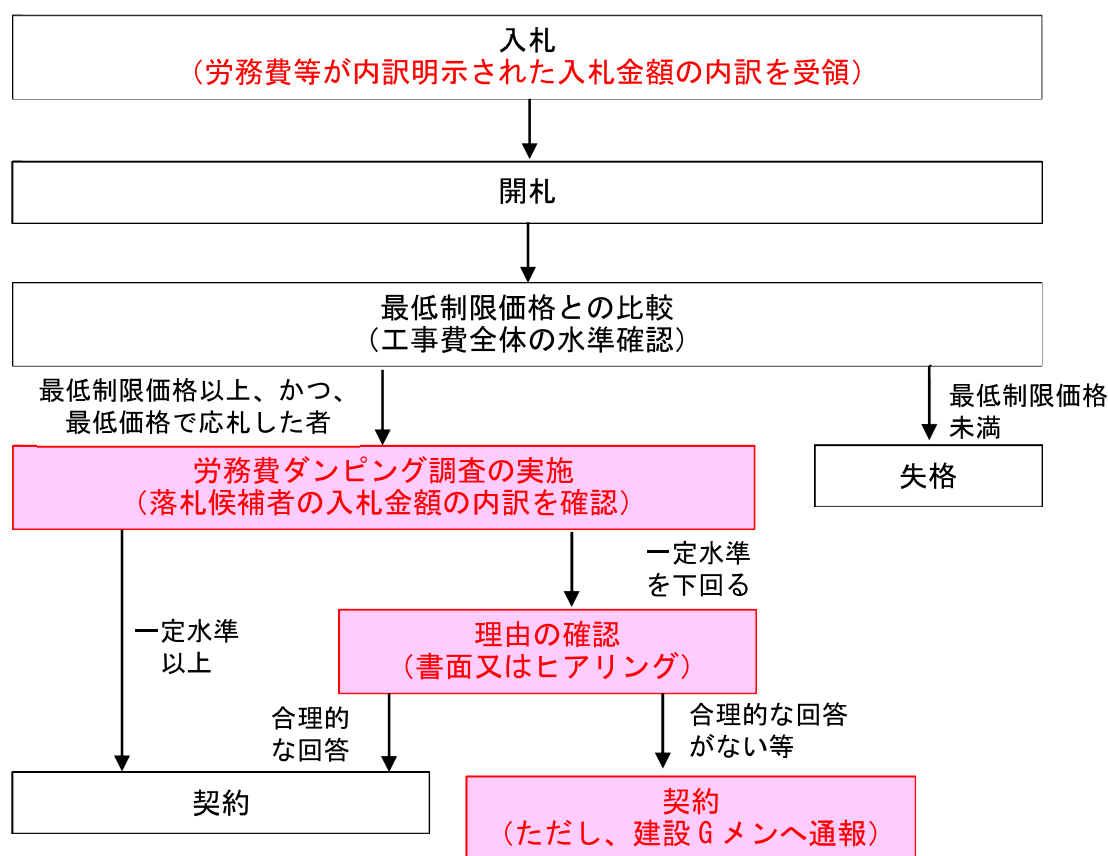 入札
（労務費等が内訳明示された入札金額の内訳を受領）
開札
最低制限価格との比較
（工事費全体の水準確認）
最低制限価格以上、かつ、
最低価格で応札した者
最低制限価格
未満
労務費ダンピング調査の実施
（落札候補者の入札金額の内訳を確認）
失格
一定水準
を下回る
一定水準
以上
理由の確認
（書面又はヒアリング）
合理的
な回答
合理的な回答
がない等
契約
契約
（ただし、建設Ｇメンへ通報）